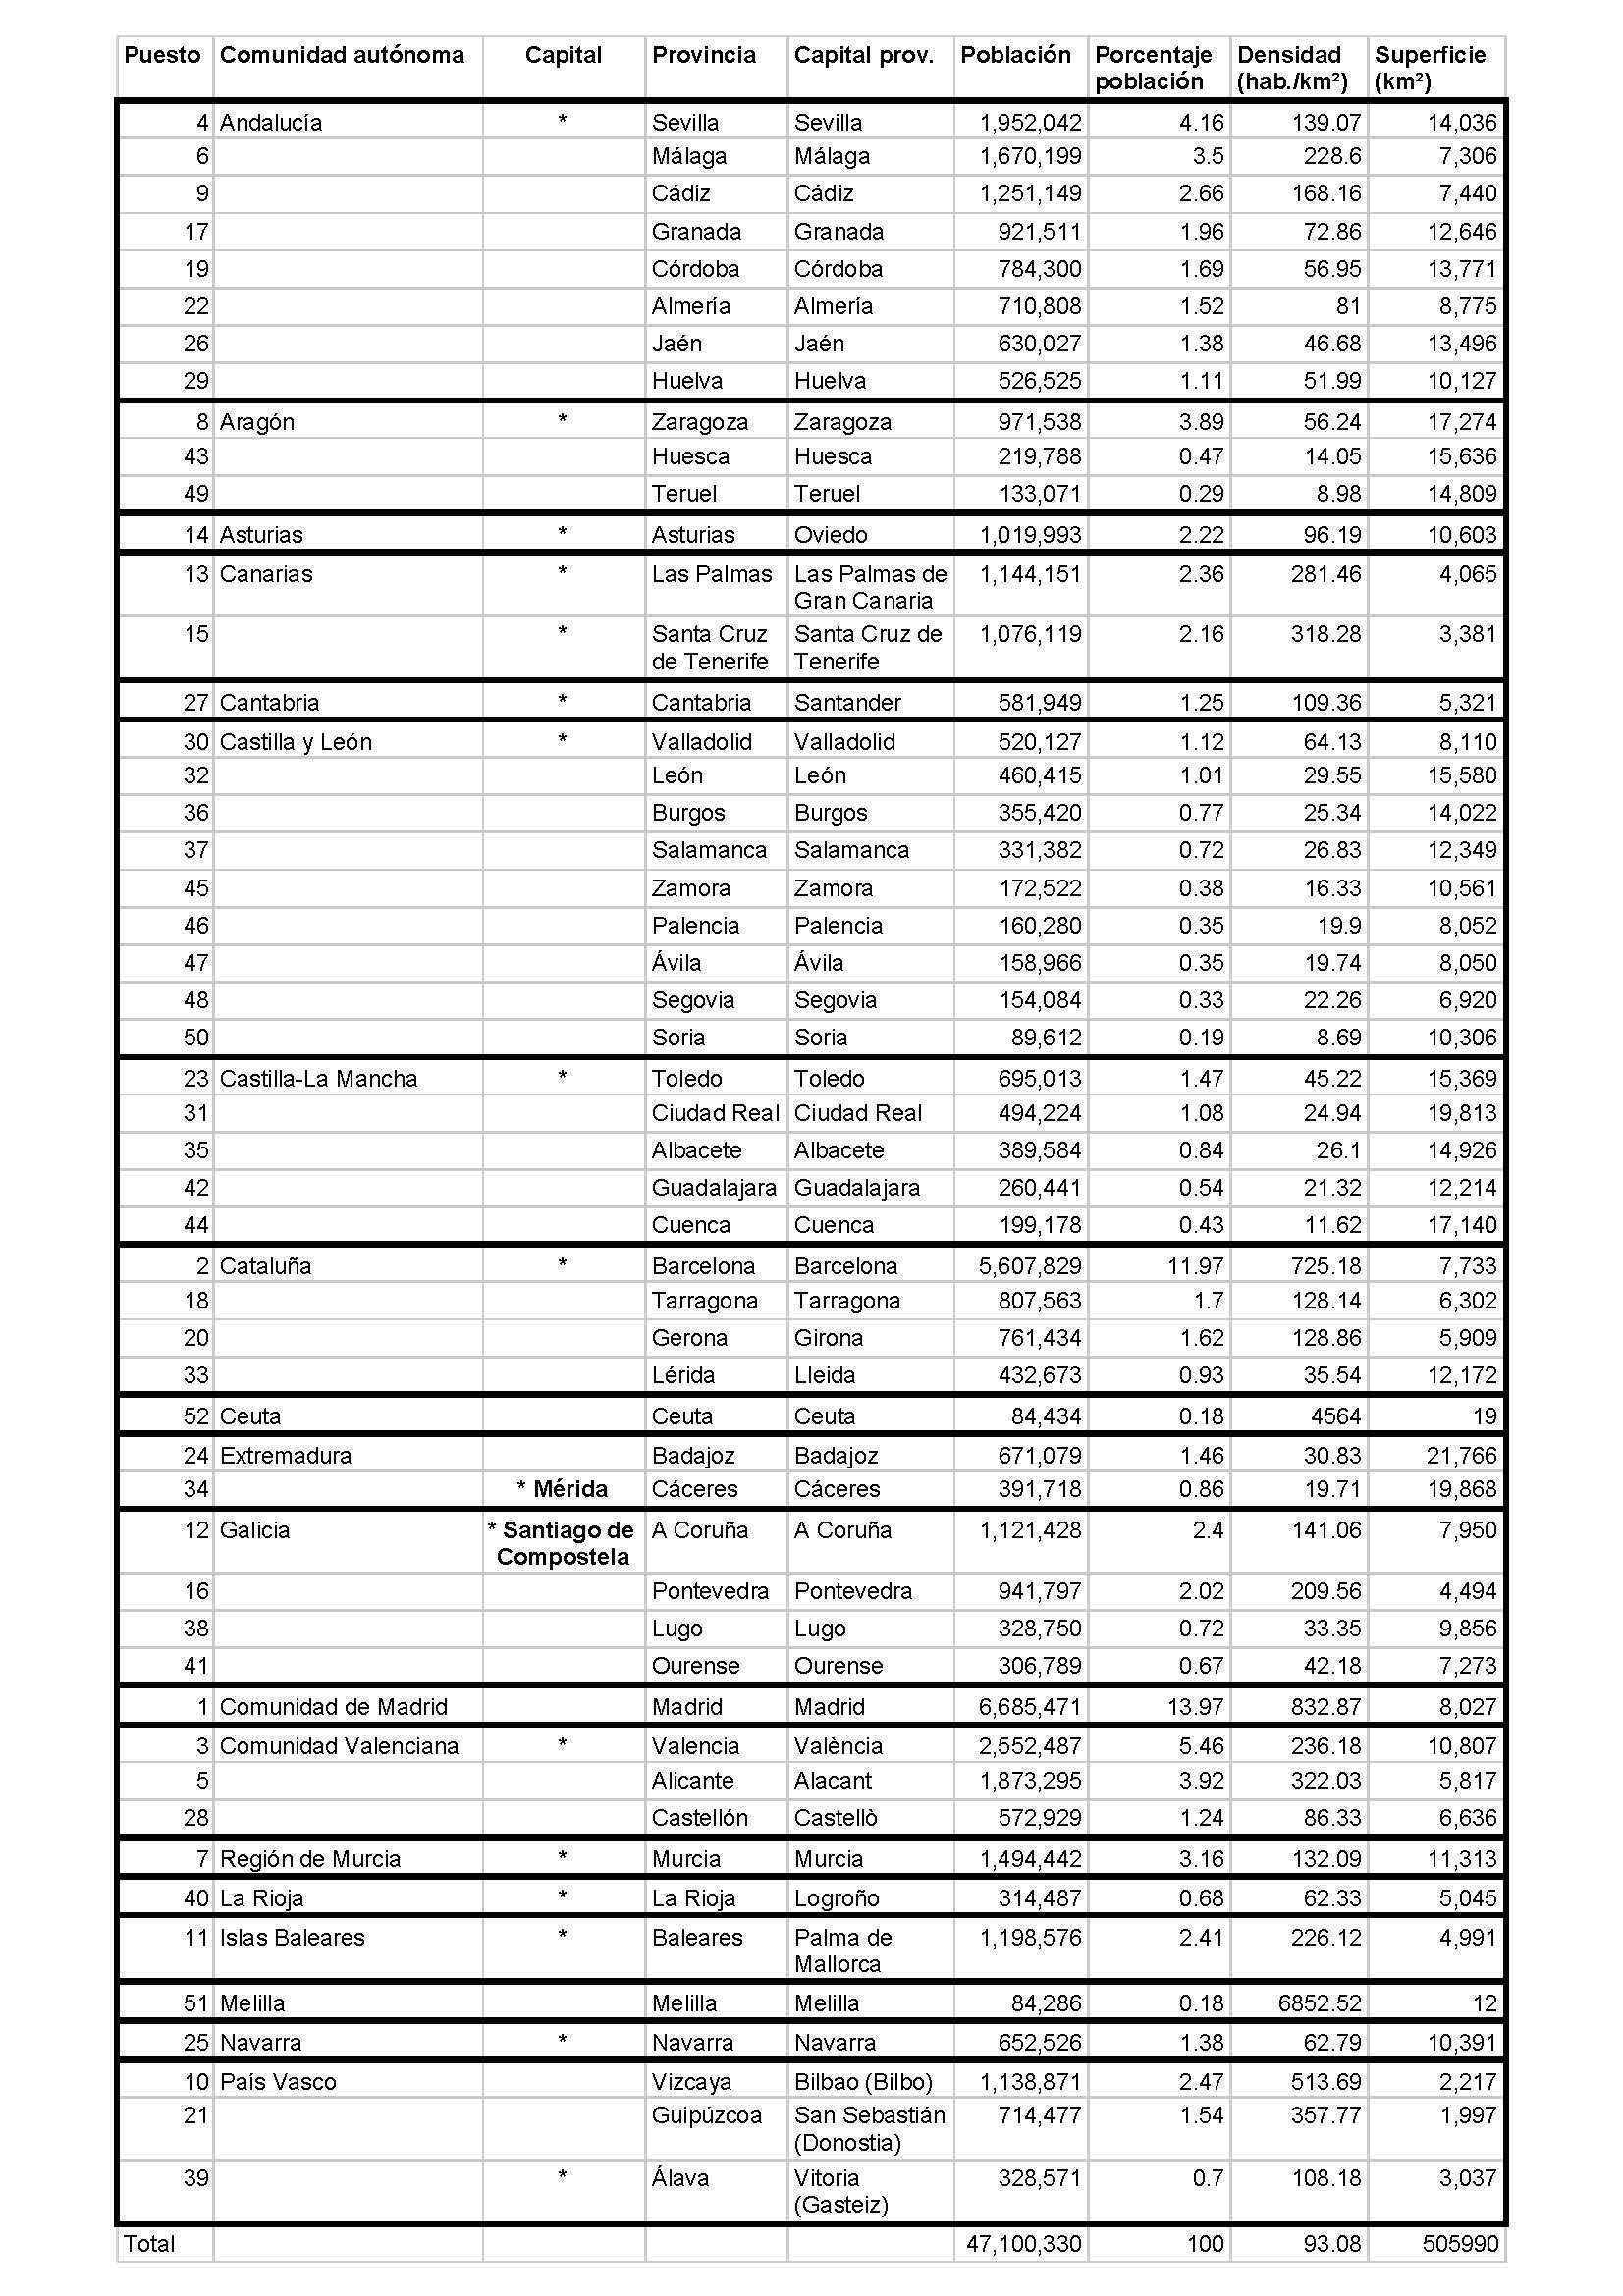 Puesto Comunidad autónoma Capital Provincia Capital prov. Población Porcentaje Densidad Superficie
población (hab./km²) (km²)
4 Andalucía * Sevilla Sevilla 1,952,042 4.16 139.07 14,036
6 Málaga Málaga 1,670,199 3.5 228.6 7,306
9 Cádiz Cádiz 1,251,149 2.66 168.16 7,440
17 Granada Granada 921,511 1.96 72.86 12,646
19 Córdoba Córdoba 784,300 1.69 56.95 13,771
22 Almería Almería 710,808 1.52 81 8,775
26 Jaén Jaén 630,027 1.38 46.68 13,496
29 Huelva Huelva 526,525 1.11 51.99 10,127
8 Aragón * Zaragoza Zaragoza 971,538 3.89 56.24 17,274
43 Huesca Huesca 219,788 0.47 14.05 15,636
49 Teruel Teruel 133,071 0.29 8.98 14,809
14 Asturias * Asturias Oviedo 1,019,993 2.22 96.19 10,603
13 Canarias * Las Palmas Las Palmas de 1,144,151 2.36 281.46 4,065
Gran Canaria
15 * Santa Cruz Santa Cruz de 1,076,119 2.16 318.28 3,381
de Tenerife Tenerife
27 Cantabria * Cantabria Santander 581,949 1.25 109.36 5,321
30 Castilla y León * Valladolid Valladolid 520,127 1.12 64.13 8,110
32 León León 460,415 1.01 29.55 15,580
36 Burgos Burgos 355,420 0.77 25.34 14,022
37 Salamanca Salamanca 331,382 0.72 26.83 12,349
45 Zamora Zamora 172,522 0.38 16.33 10,561
46 Palencia Palencia 160,280 0.35 19.9 8,052
47 Ávila Ávila 158,966 0.35 19.74 8,050
48 Segovia Segovia 154,084 0.33 22.26 6,920
50 Soria Soria 89,612 0.19 8.69 10,306
23 Castilla-La Mancha * Toledo Toledo 695,013 1.47 45.22 15,369
31 Ciudad Real Ciudad Real 494,224 1.08 24.94 19,813
35 Albacete Albacete 389,584 0.84 26.1 14,926
42 Guadalajara Guadalajara 260,441 0.54 21.32 12,214
44 Cuenca Cuenca 199,178 0.43 11.62 17,140
2 Cataluña * Barcelona Barcelona 5,607,829 11.97 725.18 7,733
18 Tarragona Tarragona 807,563 1.7 128.14 6,302
20 Gerona Girona 761,434 1.62 128.86 5,909
33 Lérida Lleida 432,673 0.93 35.54 12,172
52 Ceuta Ceuta Ceuta 84,434 0.18 4564 19
24 Extremadura Badajoz Badajoz 671,079 1.46 30.83 21,766
34 * Mérida Cáceres Cáceres 391,718 0.86 19.71 19,868
12 Galicia * Santiago de A Coruña A Coruña 1,121,428 2.4 141.06 7,950
Compostela
16 Pontevedra Pontevedra 941,797 2.02 209.56 4,494
38 Lugo Lugo 328,750 0.72 33.35 9,856
41 Ourense Ourense 306,789 0.67 42.18 7,273
1 Comunidad de Madrid Madrid Madrid 6,685,471 13.97 832.87 8,027
3 Comunidad Valenciana * Valencia València 2,552,487 5.46 236.18 10,807
5 Alicante Alacant 1,873,295 3.92 322.03 5,817
28 Castellón Castellò 572,929 1.24 86.33 6,636
7 Región de Murcia * Murcia Murcia 1,494,442 3.16 132.09 11,313
40 La Rioja * La Rioja Logroño 314,487 0.68 62.33 5,045
11 Islas Baleares * Baleares Palma de 1,198,576 2.41 226.12 4,991
Mallorca
51 Melilla Melilla Melilla 84,286 0.18 6852.52 12
25 Navarra * Navarra Navarra 652,526 1.38 62.79 10,391
10 País Vasco Vizcaya Bilbao (Bilbo) 1,138,871 2.47 513.69 2,217
21 Guipúzcoa San Sebastián 714,477 1.54 357.77 1,997
(Donostia)
39 * Álava Vitoria 328,571 0.7 108.18 3,037
(Gasteiz)
Total 47,100,330 100 93.08 505990